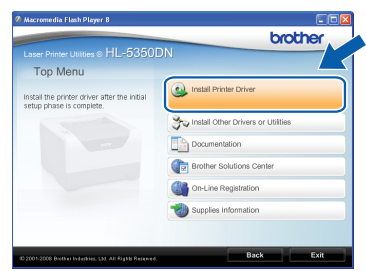 Macromedia Flash Player 8
brother
Laser Printer Utilities @ HL-5350DN
Top Menu
Install the printer driver after the initial
setup phase is complete.
Install Printer Driver
Install Other Drivers or Utilities
Documentation
Brother Solutions Center
On-Line Registration
Supplies Information
© 2001-2008 Brother Industries, Ltd. All Rights Reserved.
Back
Exit